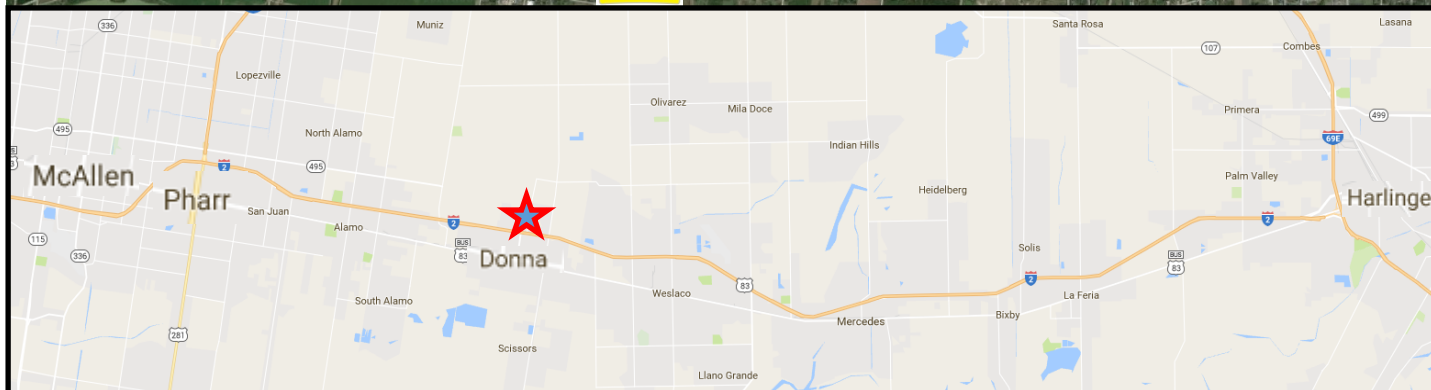 336
Muniz
Santa Rosa
Lasana
107
Combes
Lopezville
Olivarez
Mila Doce
Primera
499
495
North Alamo
69E
Indian Hills
2
495
McAllen
Palm Valley
Pharr
Heidelberg
Harlinge
San Juan
2
Alamo
2
115
BUS
83
Solis
336
Donna
BUS
83
2
83
Weslaco
La Feria
South Alamo
Bixby
Mercedes
281
Scissors
Llano Grande